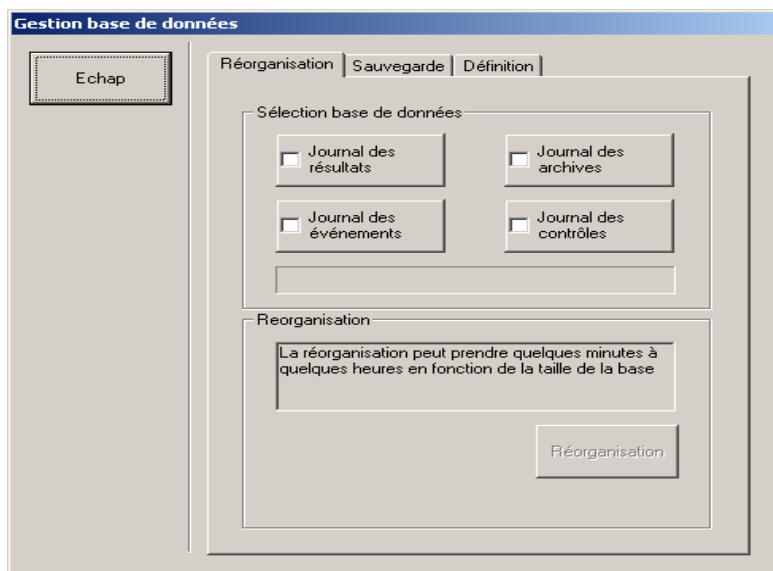 Gestion base de données
Echap
Réorganisation
Sauvegarde
Définition
Sélection base de données
Journal des
résultats
Journal des
archives
Journal des
événements
Journal des
contrôles
Reorganisation
La réorganisation peut prendre quelques minutes à
quelques heures en fonction de la taille de la base
Réorganisation